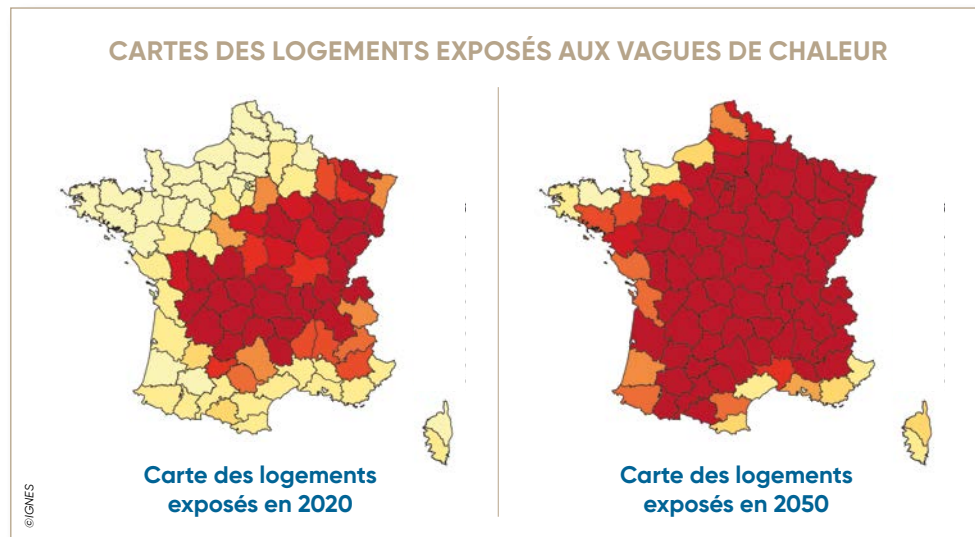 CARTES DES LOGEMENTS EXPOSÉS AUX VAGUES DE CHALEUR
Carte des logements
exposés en 2020
Carte des logements
exposés en 2050
©IGNES